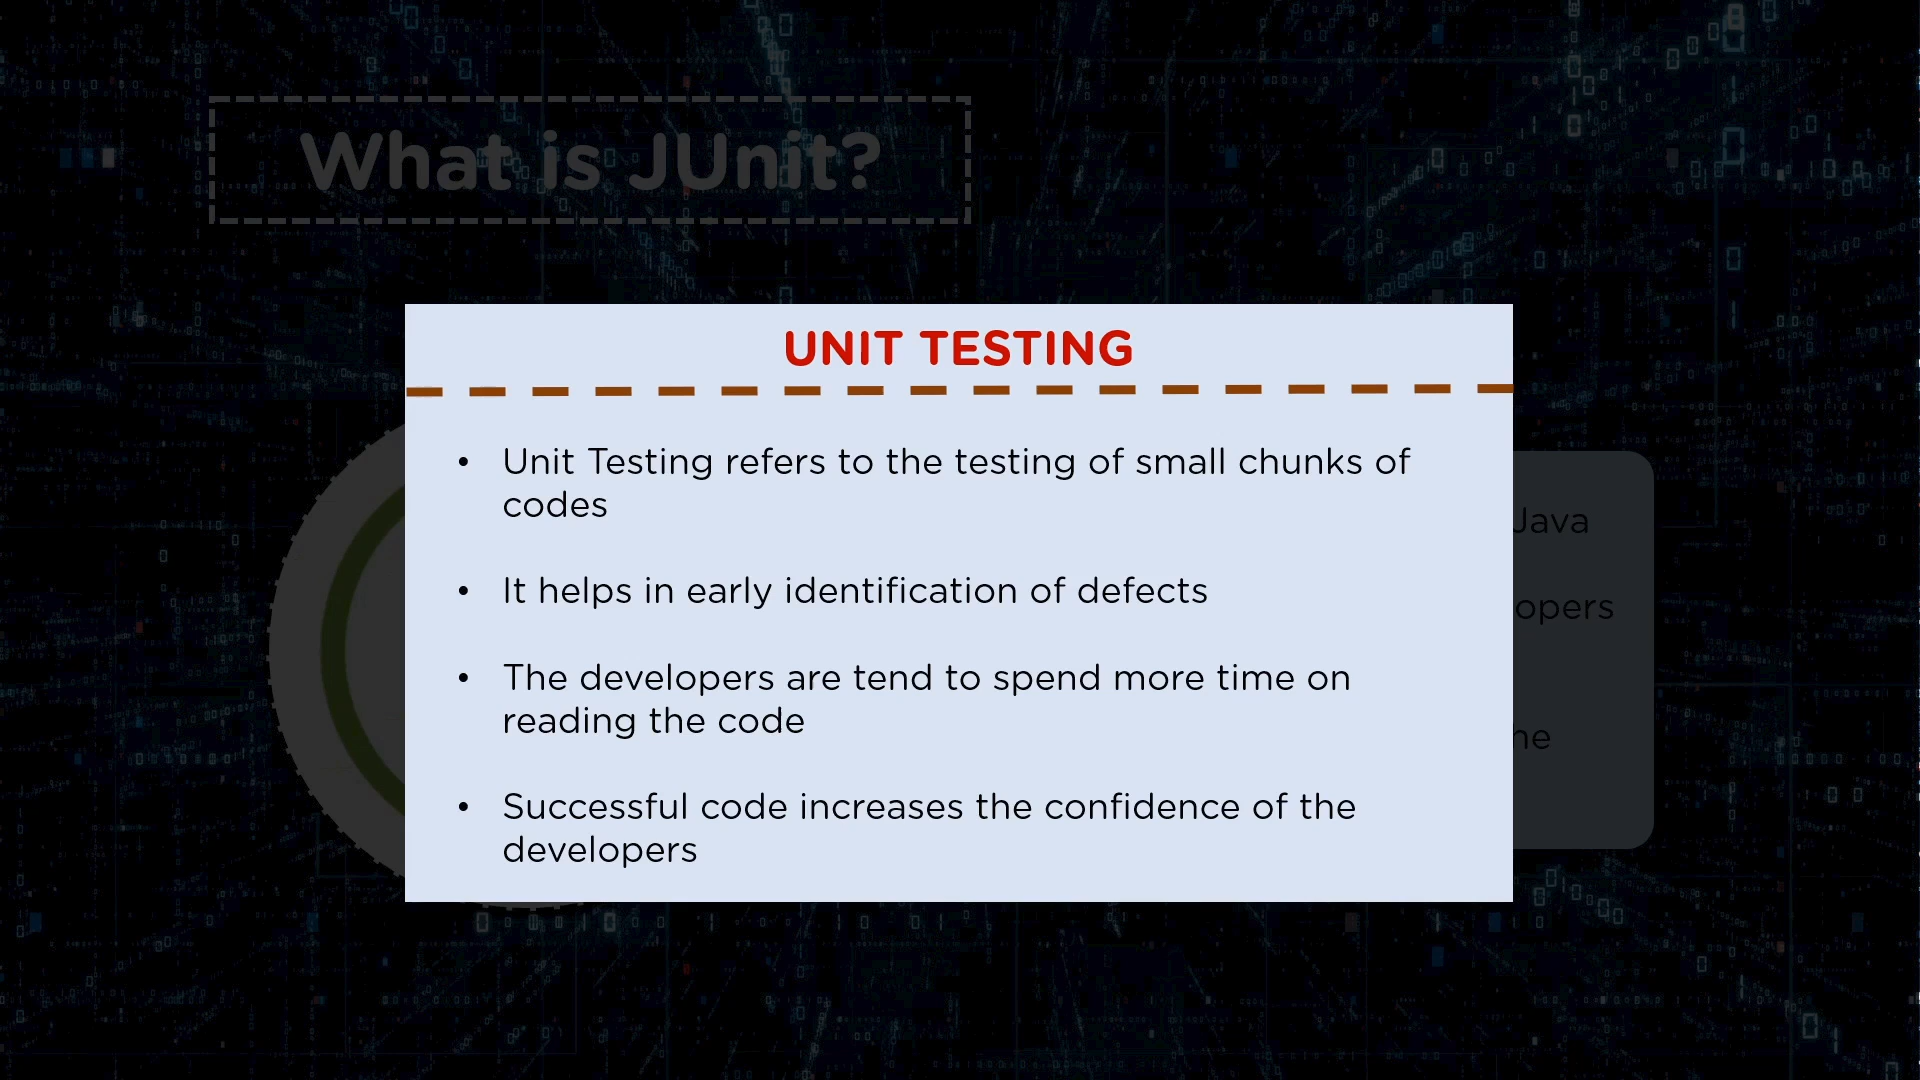 What is JUnit?
UNIT TESTING
• Unit Testing refers to the testing of small chunks of
codes
• It helps in early identification of defects
• The developers are tend to spend more time on
reading the code
• Successful code increases the confidence of the
developers
Java